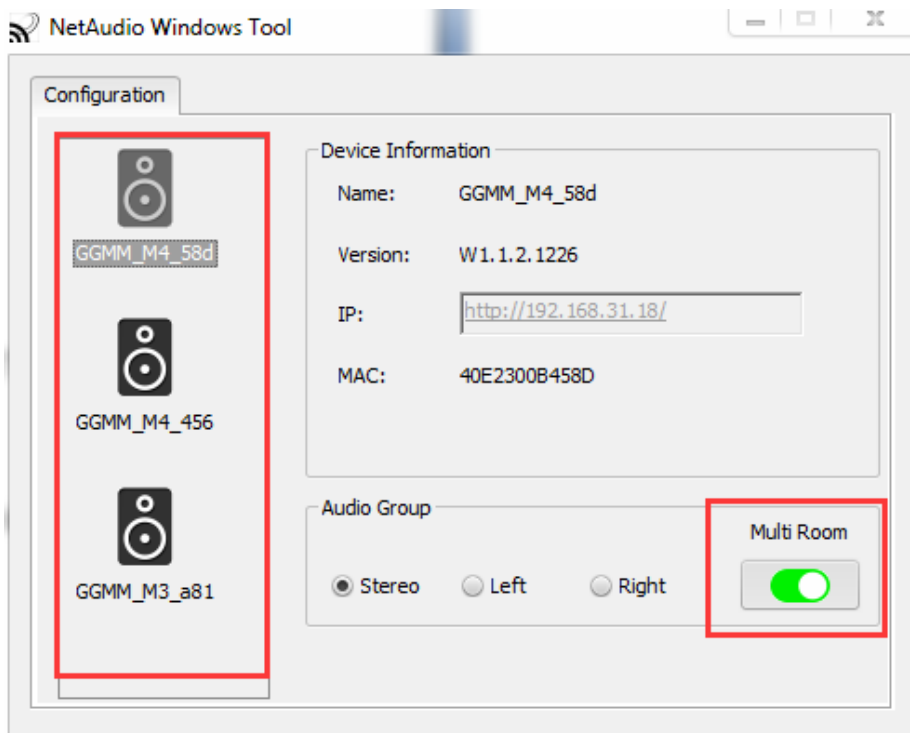 NetAudio Windows Tool
Configuration
GGMM_M4_58d
GGMM_M4_456
GGMM_M3_a81
Device Information
Name: GGMM_M4_58d
Version: W1.1.2.1226
IP: http://192.168.31.18/
MAC: 40E2300B458D
Audio Group
Multi Room
Stereo Left Right